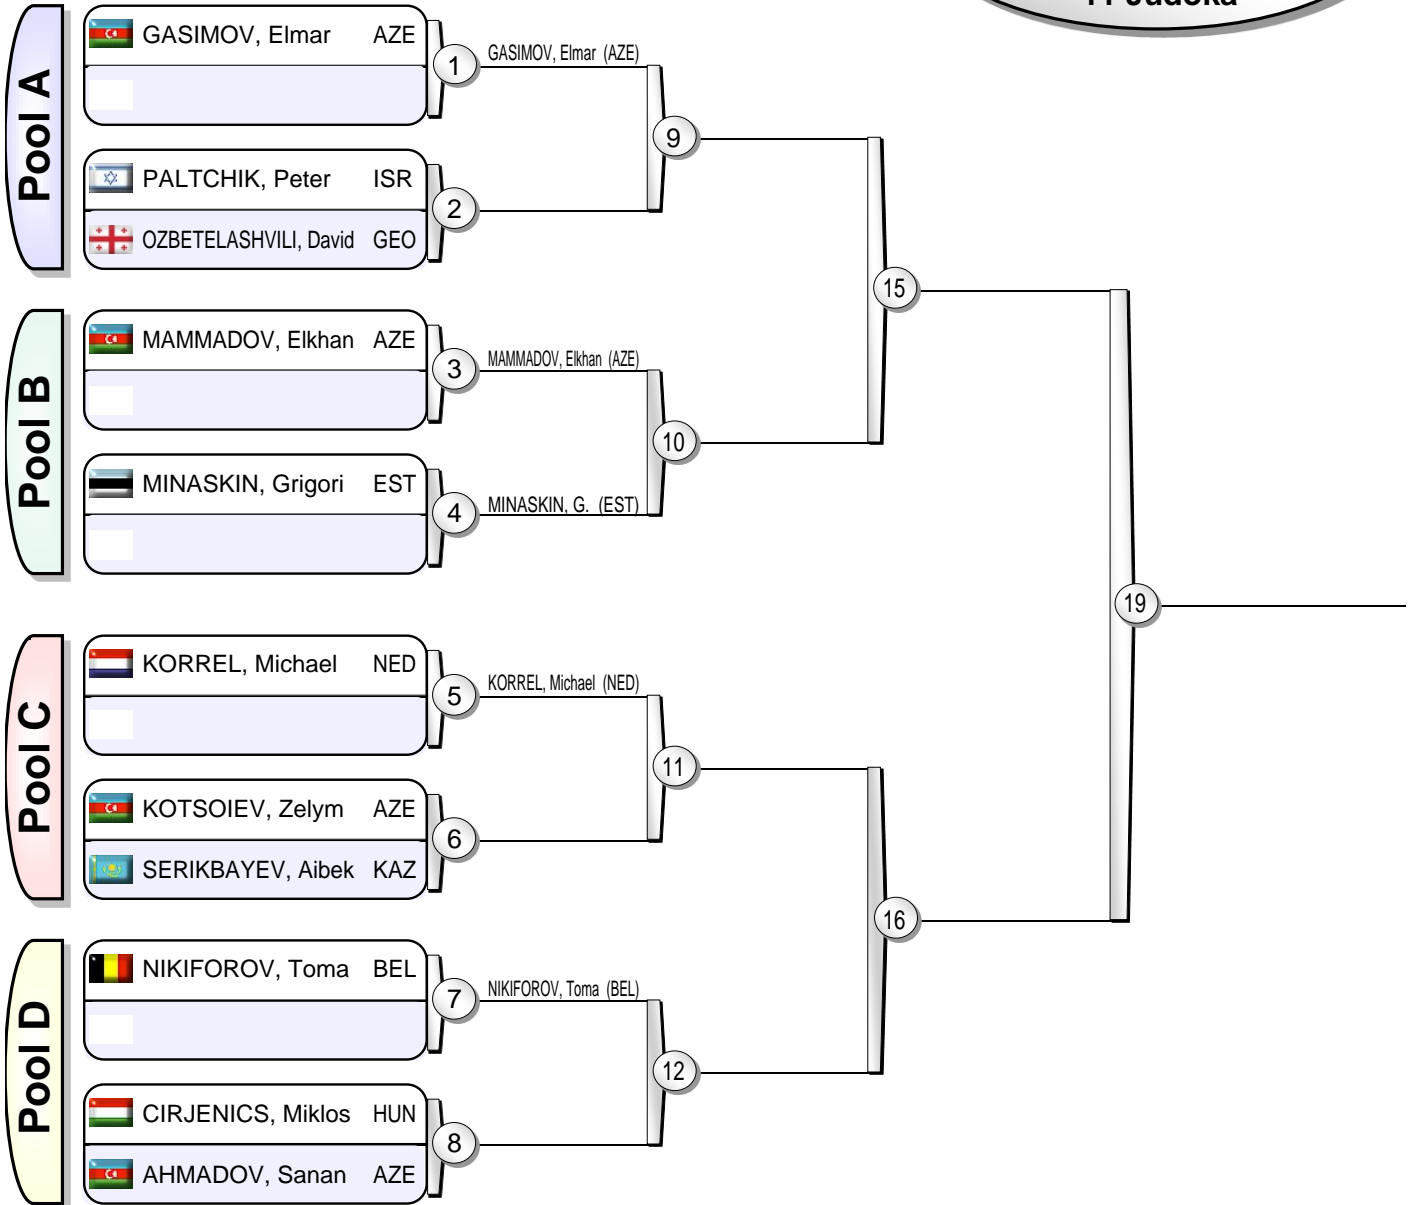 11 Judoka
Pool A
GASIMOV, Elmar AZE
1
GASIMOV, Elmar (AZE)
9
PALTCHIK, Peter ISR
2
OZBETELASHVILI, David GEO
15
Pool B
MAMMADOV, Elkhan AZE
3
MAMMADOV, Elkhan (AZE)
10
MINASKIN, Grigori EST
4
MINASKIN, G. (EST)
19
Pool C
KORREL, Michael NED
5
KORREL, Michael (NED)
11
KOTSOIEV, Zelym AZE
6
SERIKBAYEV, Aibek KAZ
16
Pool D
NIKIFOROV, Toma BEL
7
NIKIFOROV, Toma (BEL)
12
CIRJENICS, Miklos HUN
8
AHMADOV, Sanan AZE